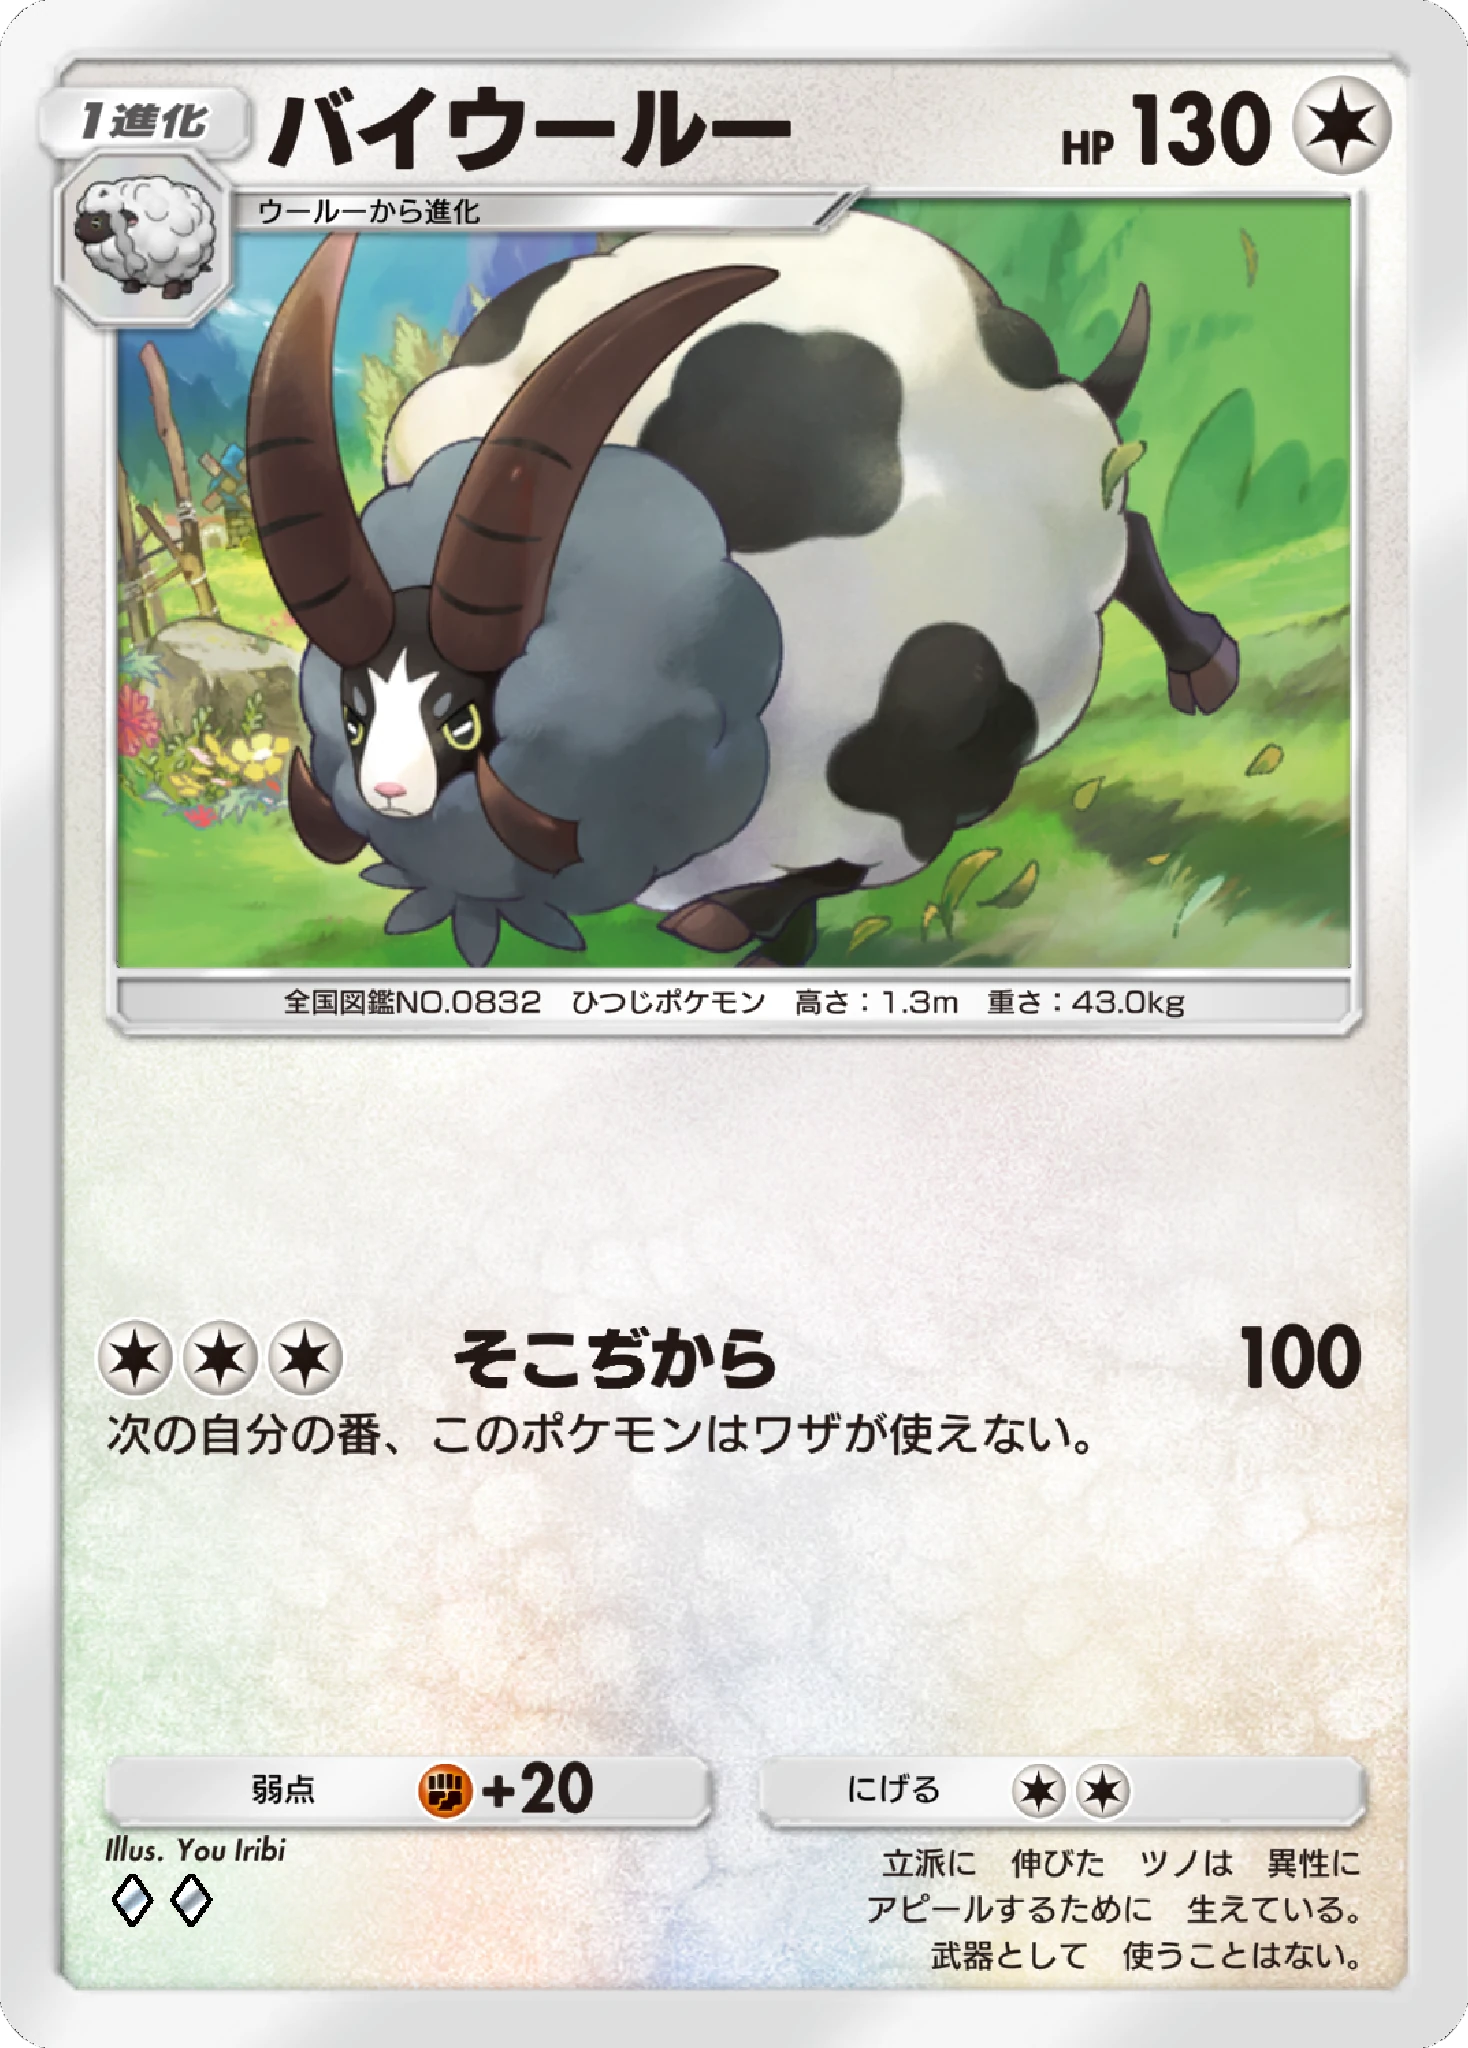 1進化
バイウールー
HP 130
ウールーから進化
全国図鑑NO.0832 ひつじポケモン 高さ：1.3m 重さ：43.0kg
そこぢから 100
次の自分の番、このポケモンはワザが使えない。
弱点 +20 にげる
Illus. You Iribi
立派に 伸びた ツノは 異性に
アピールするために 生えている。
武器として 使うことはない。